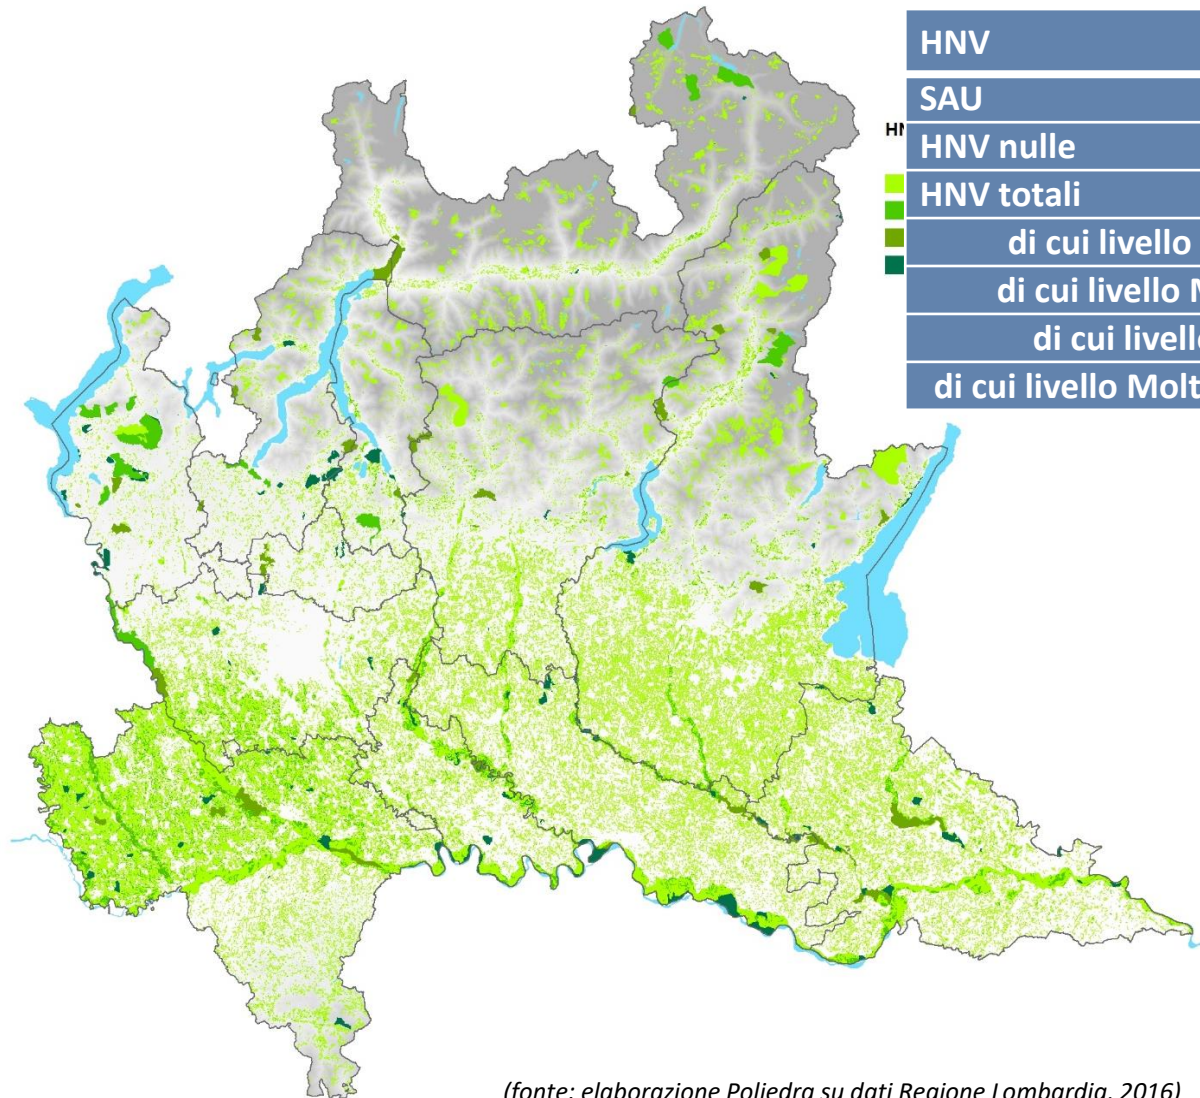 HNV
SAU
HNV nulle
HNV totali
di cui livello
di cui livello M
di cui livello
di cui livello Molt
HN
(fonte: elaborazione Poliedra su dati Regione Lombardia, 2016)